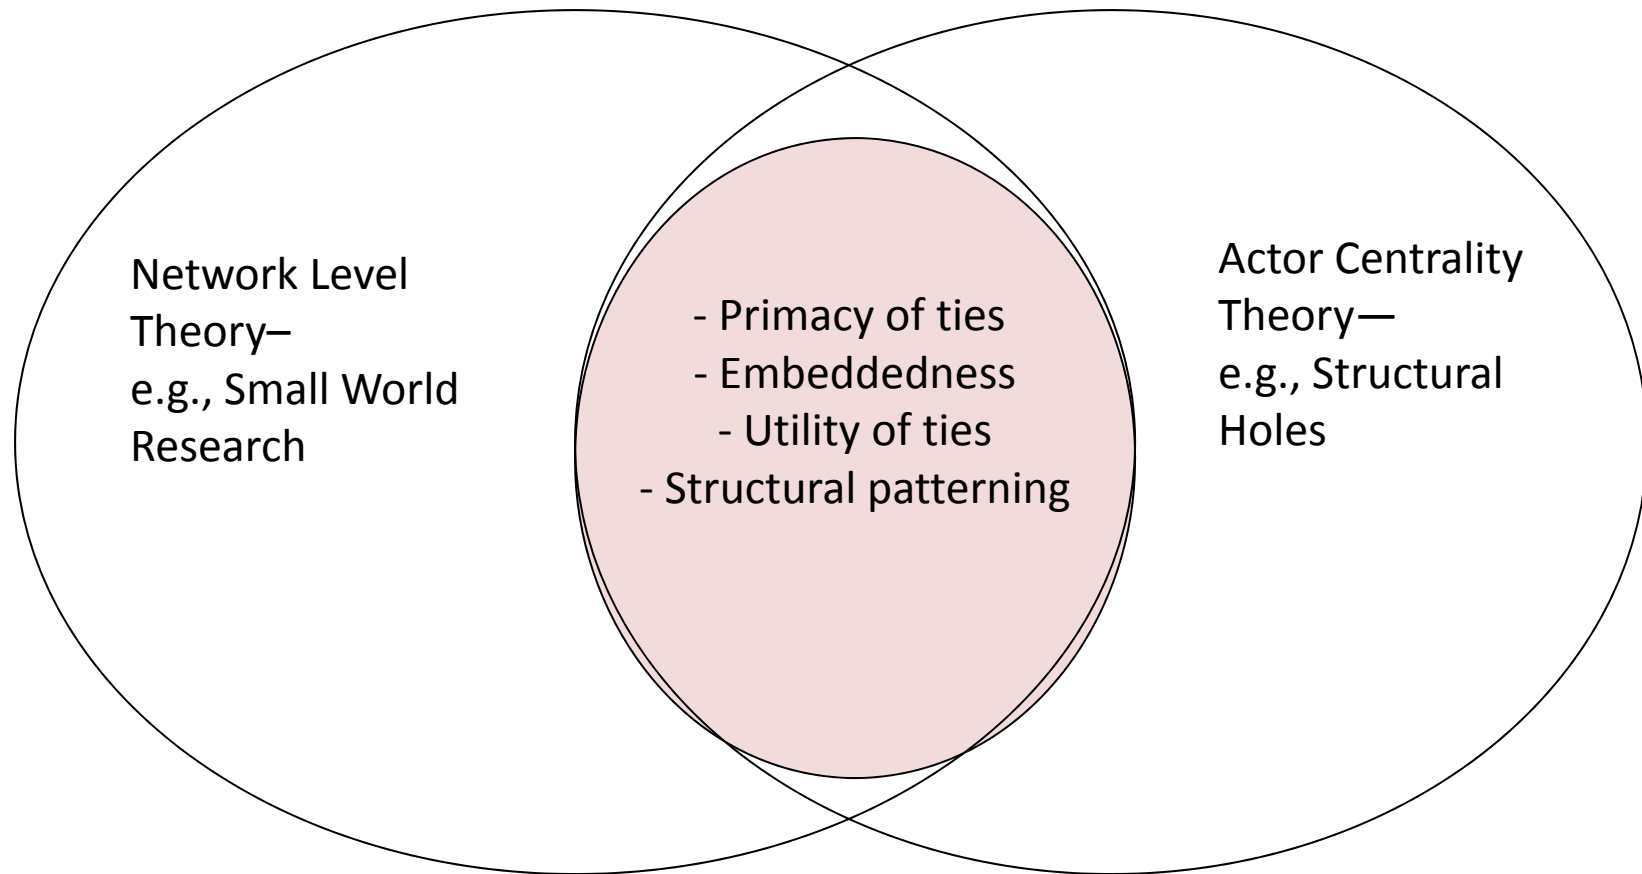 Network Level
Theory–
e.g., Small World
Research
- Primacy of ties
- Embeddedness
- Utility of ties
- Structural patterning
Actor Centrality
Theory—
e.g., Structural
Holes